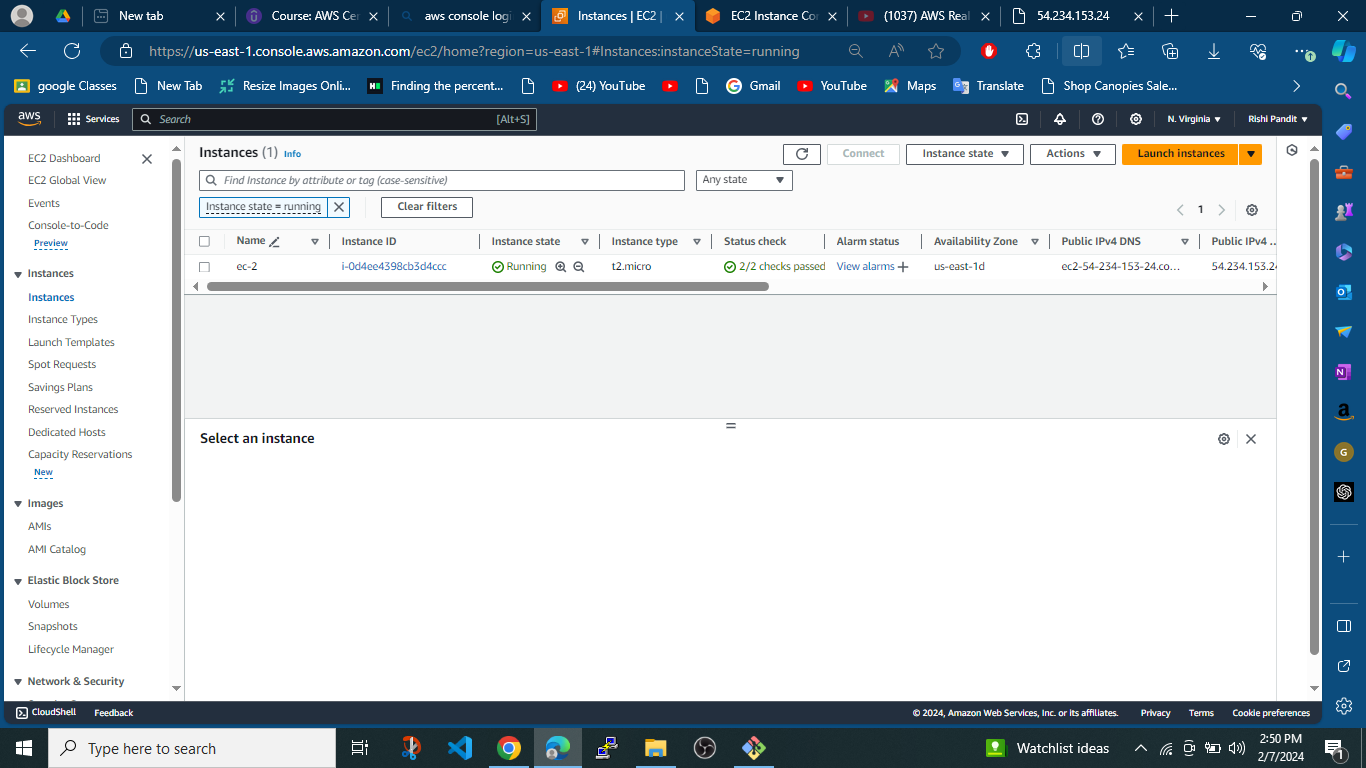 New tab
Course: AWS Cer
aws console logi
Instances | EC2 |
EC2 Instance Co
(1037) AWS Real
54.234.153.24
https://us-east-1.console.aws.amazon.com/ec2/home?region=us-east-1#Instances:instanceState=running
google Classes
New Tab
Resize Images Onli...
Finding the percent...
(24) YouTube
Gmail
YouTube
Maps
Translate
Shop Canopies Sale...
aws
Services
Search
[Alt+S]
N. Virginia
Rishi Pandit
EC2 Dashboard
EC2 Global View
Events
Console-to-Code
Preview
Instances
Instances
Instance Types
Launch Templates
Spot Requests
Savings Plans
Reserved Instances
Dedicated Hosts
Capacity Reservations
New
Images
AMIs
AMI Catalog
Elastic Block Store
Volumes
Snapshots
Lifecycle Manager
Network & Security
Instances (1) Info
Connect
Instance state
Actions
Launch instances
Find Instance by attribute or tag (case-sensitive)
Any state
Instance state = running
Clear filters
1
Name
Instance ID
Instance state
Instance type
Status check
Alarm status
Availability Zone
Public IPv4 DNS
Public IPv4 ...
ec-2
i-0d4ee4398cb3d4ccc
Running
t2.micro
2/2 checks passed
View alarms
us-east-1d
ec2-54-234-153-24.co...
54.234.153.24
Select an instance
CloudShell
Feedback
© 2024, Amazon Web Services, Inc. or its affiliates.
Privacy
Terms
Cookie preferences
Type here to search
Watchlist ideas
2:50 PM
2/7/2024
1